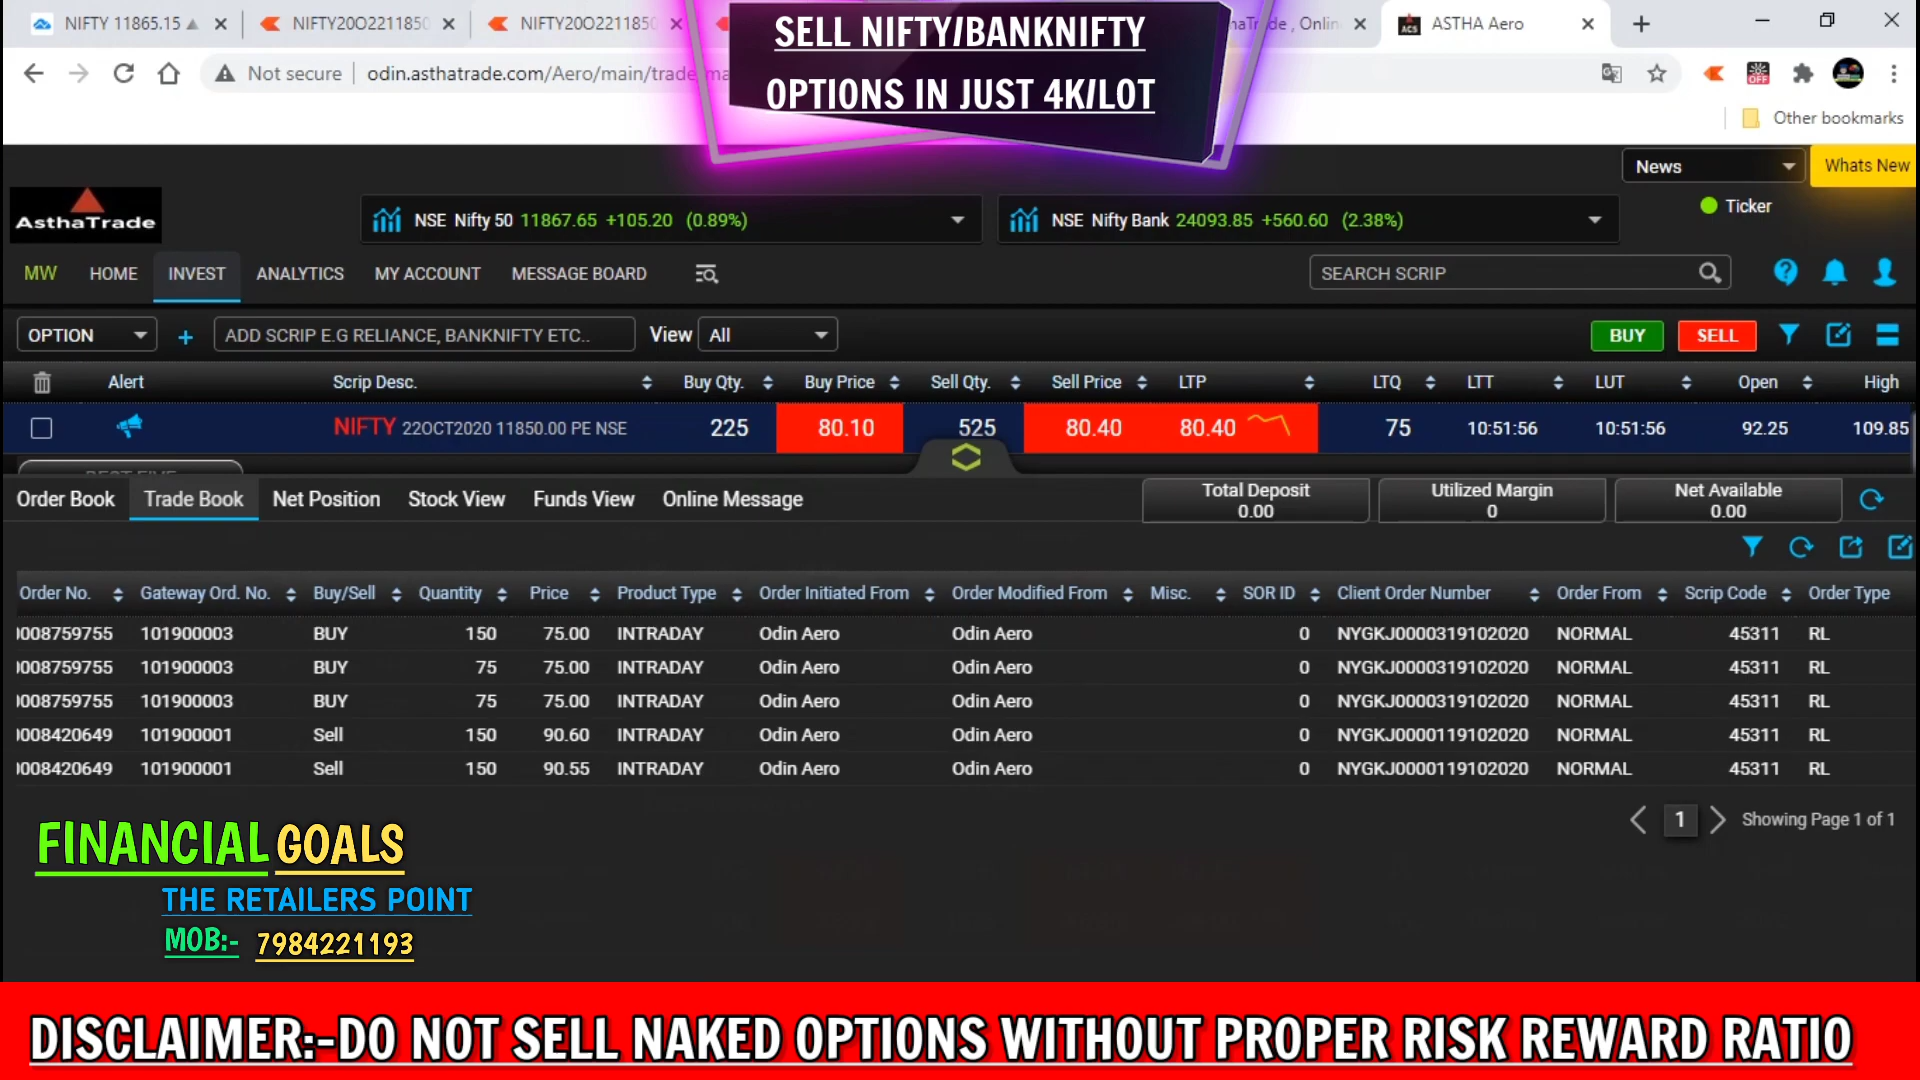 NIFTY 11865.15
NIFTY20O2211850
NIFTY20O2211850
SELL NIFTY/BANKNIFTY
OPTIONS IN JUST 4K/LOT
ASTHA Aero
Not secure
odin.asthatrade.com/Aero/main/trade
Other bookmarks
News
Whats New
AsthaTrade
NSE Nifty 50 11867.65 +105.20 (0.89%)
NSE Nifty Bank 24093.85 +560.60 (2.38%)
Ticker
MW HOME INVEST ANALYTICS MY ACCOUNT MESSAGE BOARD
SEARCH SCRIP
OPTION + ADD SCRIP E.G RELIANCE, BANKNIFTY ETC.. View All BUY SELL
Alert Scrip Desc. Buy Qty. Buy Price Sell Qty. Sell Price LTP LTQ LTT LUT Open High
NIFTY 22OCT2020 11850.00 PE NSE 225 80.10 525 80.40 80.40 75 10:51:56 10:51:56 92.25 109.85
Order Book Trade Book Net Position Stock View Funds View Online Message
Total Deposit
0.00
Utilized Margin
0
Net Available
0.00
Order No. Gateway Ord. No. Buy/Sell Quantity Price Product Type Order Initiated From Order Modified From Misc. SOR ID Client Order Number Order From Scrip Code Order Type
0008759755 101900003 BUY 150 75.00 INTRADAY Odin Aero Odin Aero 0 NYGKJ0000319102020 NORMAL 45311 RL
0008759755 101900003 BUY 75 75.00 INTRADAY Odin Aero Odin Aero 0 NYGKJ0000319102020 NORMAL 45311 RL
0008759755 101900003 BUY 75 75.00 INTRADAY Odin Aero Odin Aero 0 NYGKJ0000319102020 NORMAL 45311 RL
0008420649 101900001 Sell 150 90.60 INTRADAY Odin Aero Odin Aero 0 NYGKJ0000119102020 NORMAL 45311 RL
0008420649 101900001 Sell 150 90.55 INTRADAY Odin Aero Odin Aero 0 NYGKJ0000119102020 NORMAL 45311 RL
1 Showing Page 1 of 1
FINANCIAL GOALS
THE RETAILERS POINT
MOB:- 7984221193
DISCLAIMER:-DO NOT SELL NAKED OPTIONS WITHOUT PROPER RISK REWARD RATIO